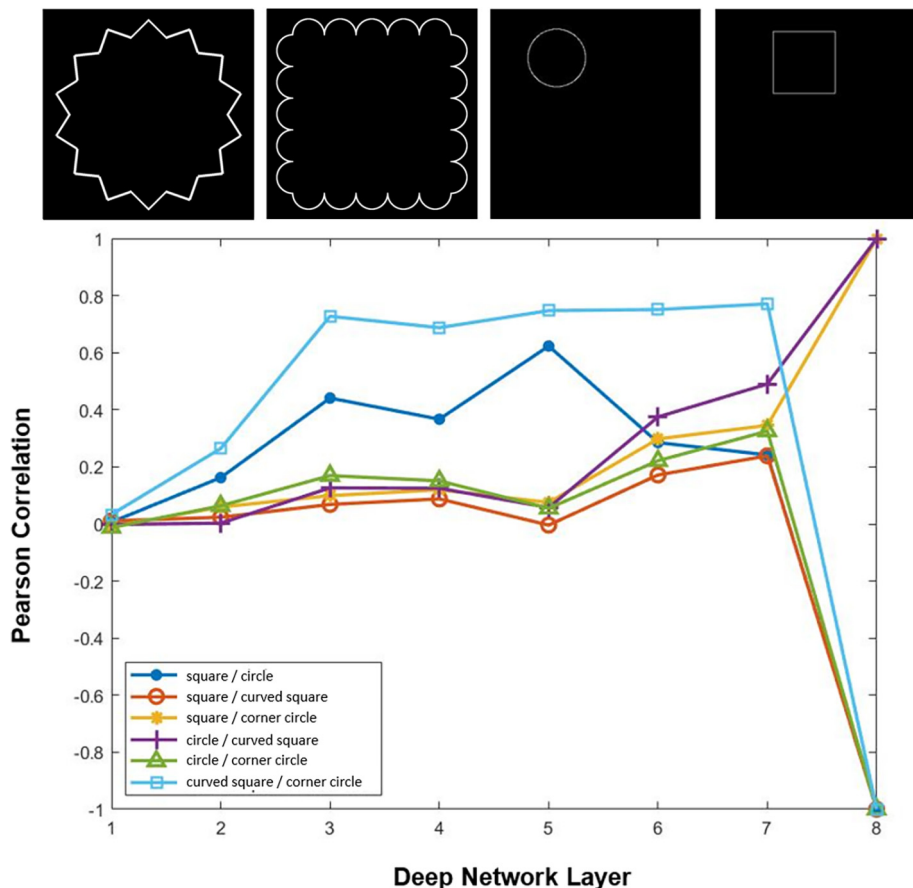 1
0.8
0.6
0.4
0.2
0
-0.2
-0.4
-0.6
-0.8
-1
Pearson Correlation
square / circle
square / curved square
square / corner circle
circle / curved square
circle / corner circle
curved square / corner circle
1 2 3 4 5 6 7 8
Deep Network Layer